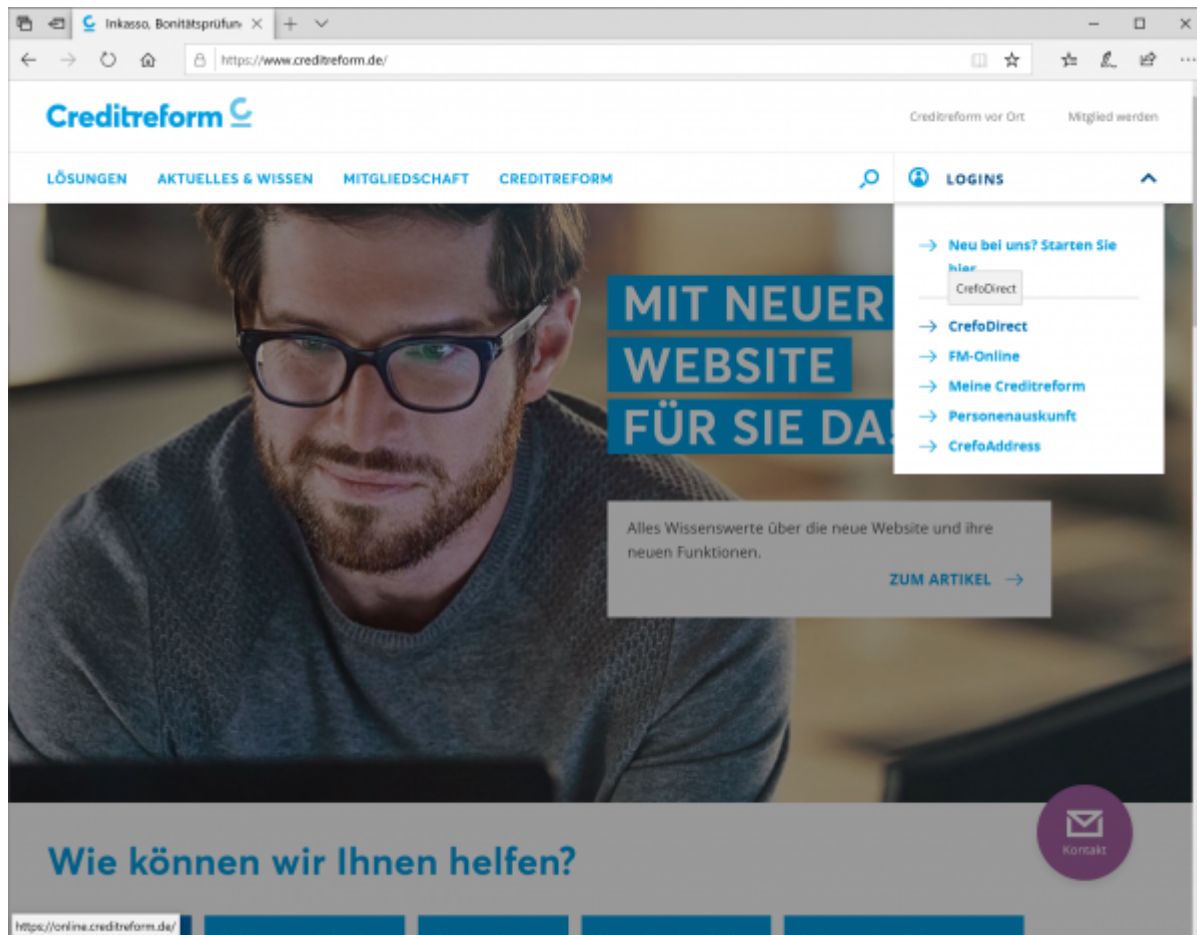 Inkasso, Bonitätsprüfun
https://www.creditreform.de/
Creditreform
Creditreform vor Ort
Mitglied werden
LÖSUNGEN
AKTUELLES & WISSEN
MITGLIEDSCHAFT
CREDITREFORM
LOGINS
Neu bei uns? Starten Sie
hier
CrefoDirect
CrefoDirect
FM-Online
Meine Creditreform
Personenauskunft
CrefoAddress
MIT NEUER
WEBSITE
FÜR SIE DA!
Alles Wissenswerte über die neue Website und ihre
neuen Funktionen.
ZUM ARTIKEL
Kontakt
Wie können wir Ihnen helfen?
https://online.creditreform.de/